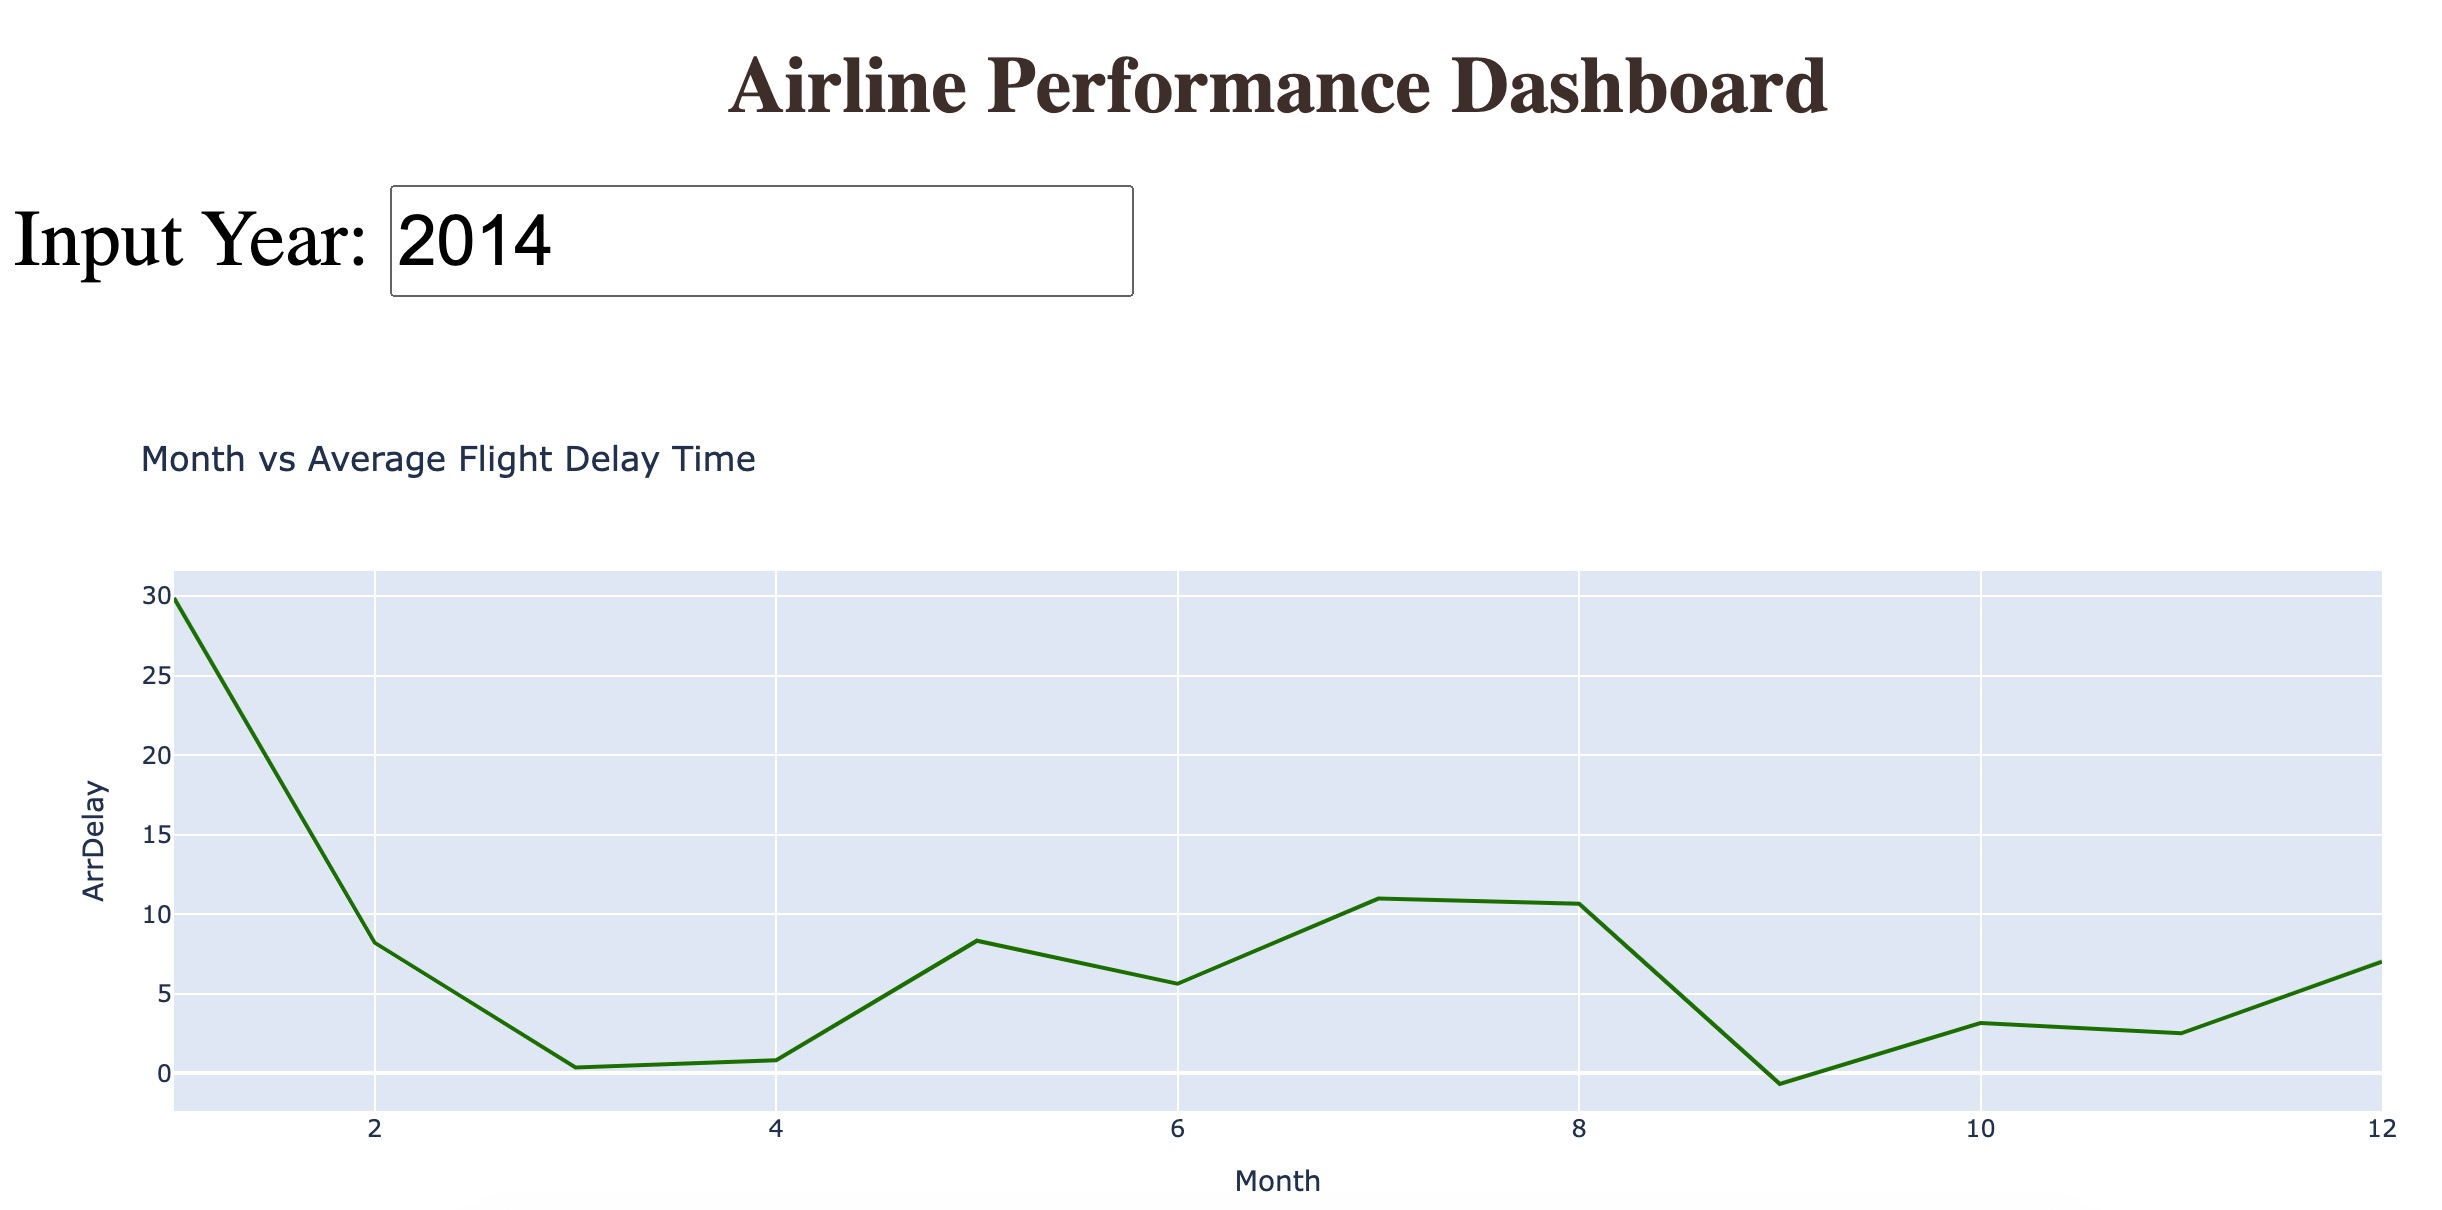 Airline Performance Dashboard
Input Year: 2014
Month vs Average Flight Delay Time
30
25
20
15
10
5
0
ArrDelay
2 4 6 8 10 12
Month